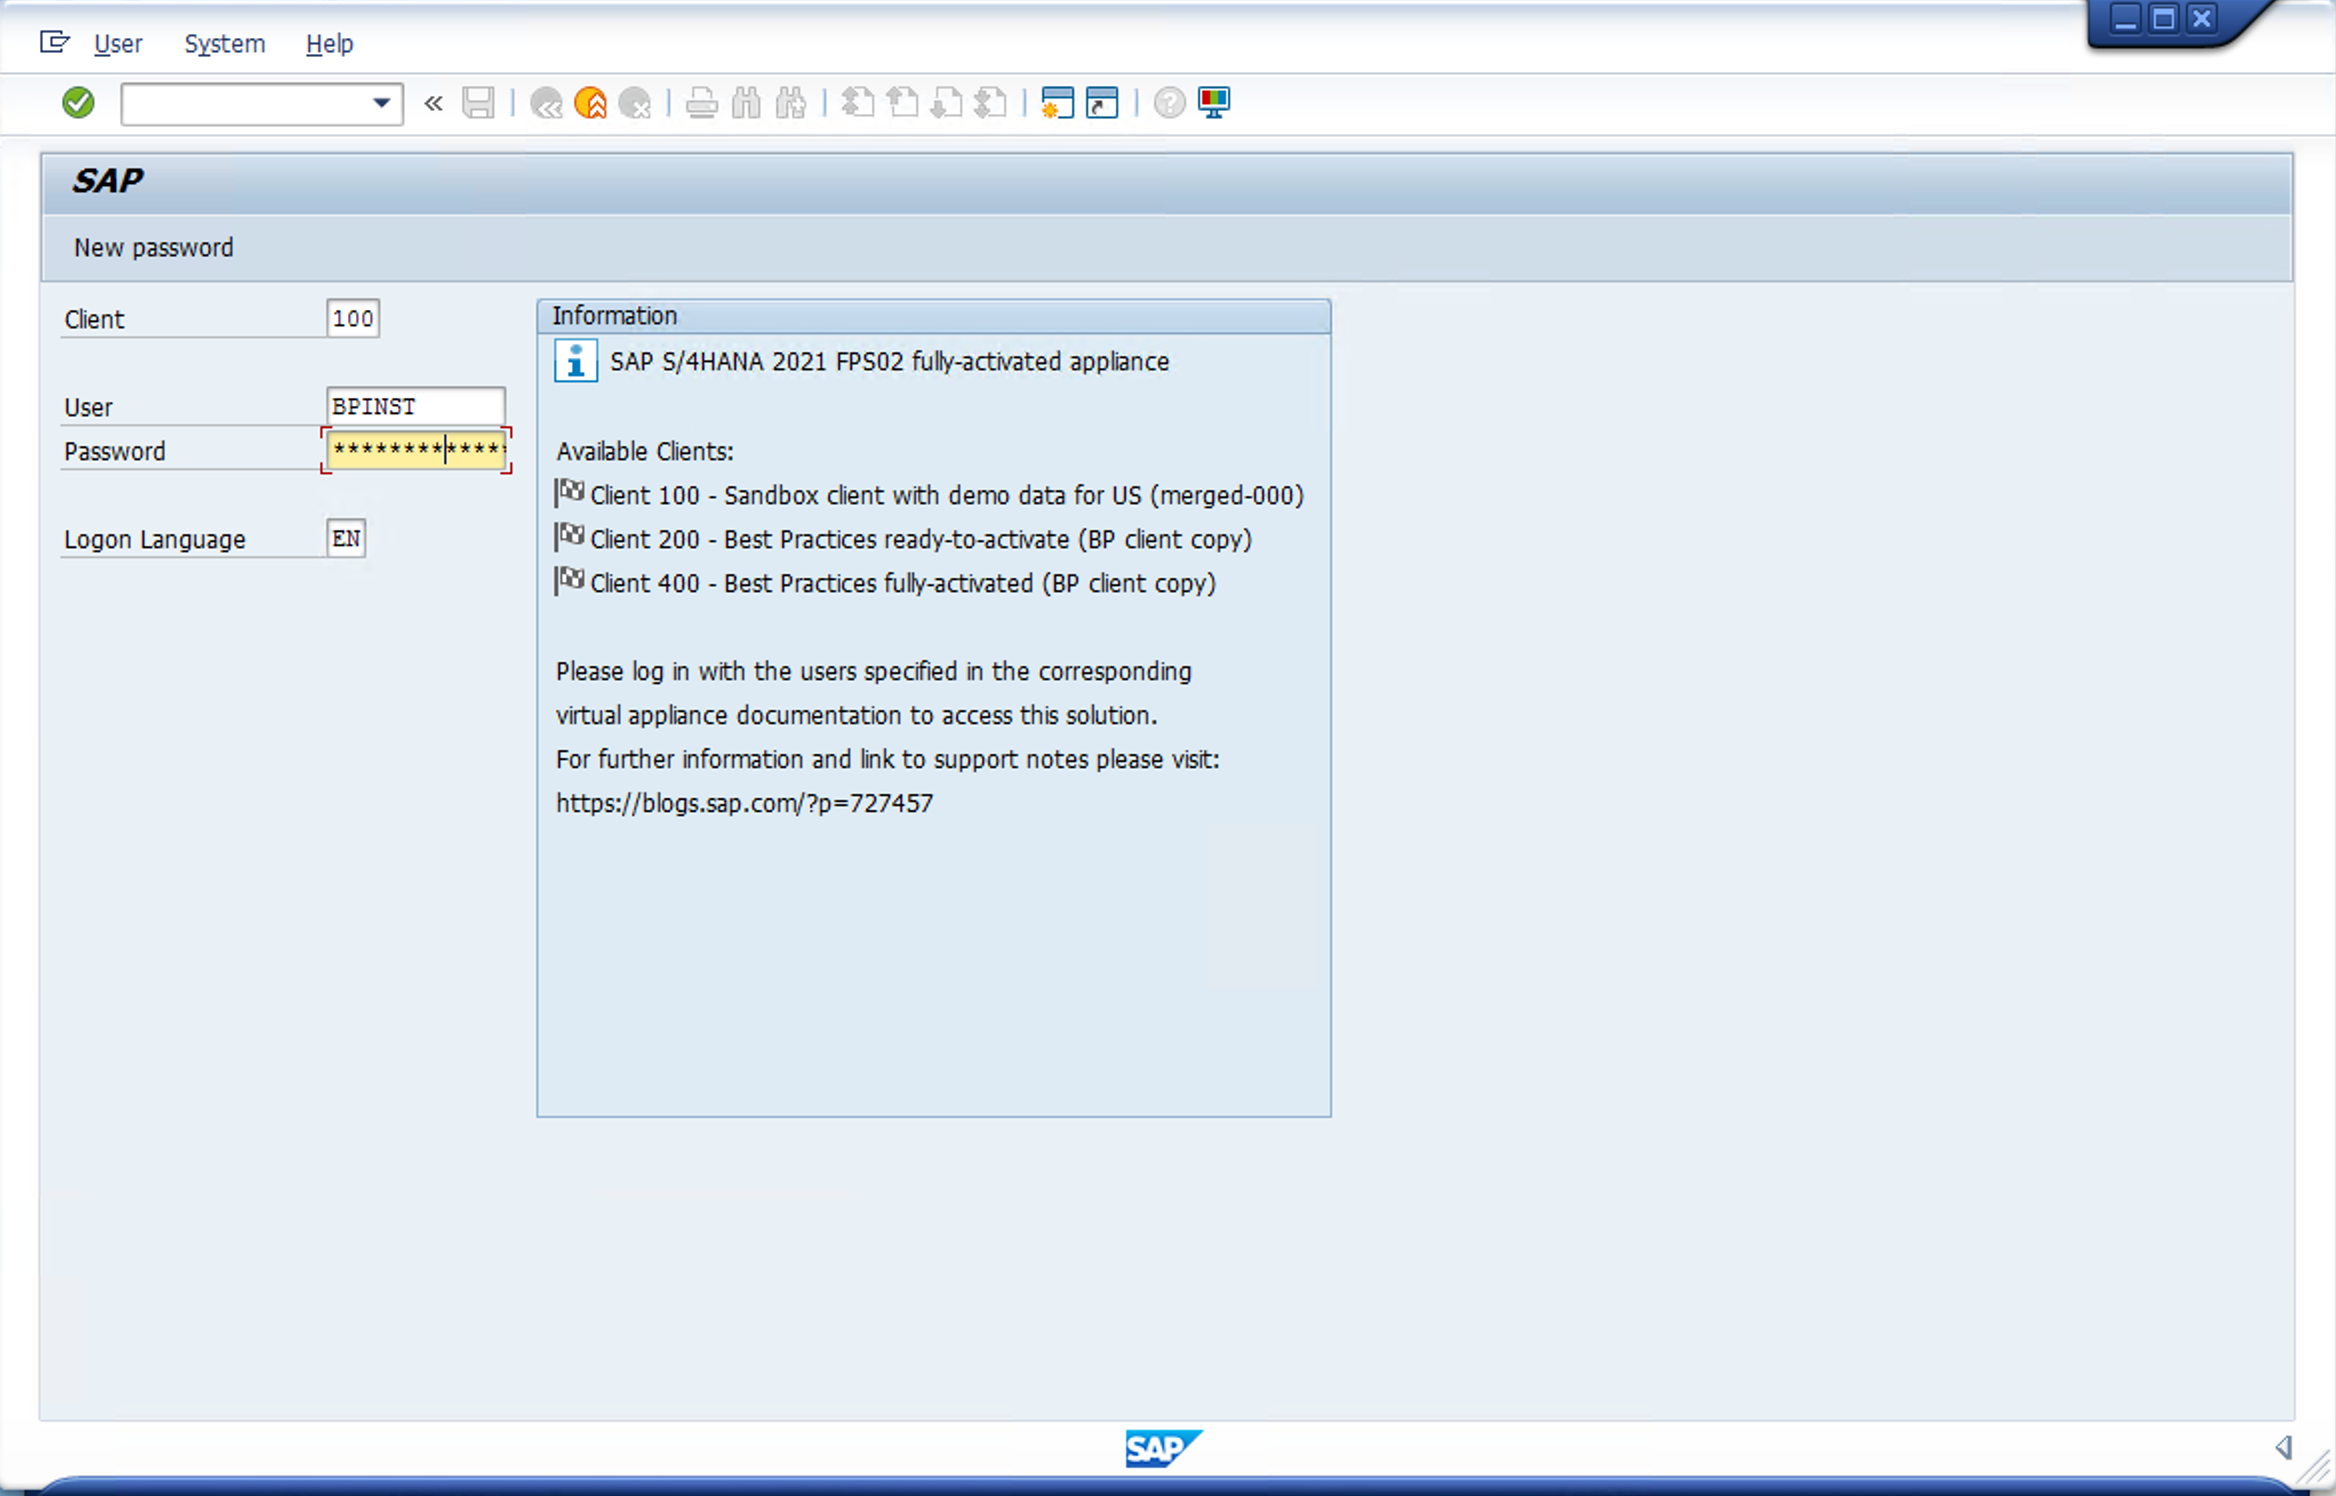 User System Help
SAP
New password
Client 100
User BPINST
Password *************
Logon Language EN
Information
SAP S/4HANA 2021 FPS02 fully-activated appliance
Available Clients:
Client 100 - Sandbox client with demo data for US (merged-000)
Client 200 - Best Practices ready-to-activate (BP client copy)
Client 400 - Best Practices fully-activated (BP client copy)
Please log in with the users specified in the corresponding
virtual appliance documentation to access this solution.
For further information and link to support notes please visit:
https://blogs.sap.com/?p=727457
SAP